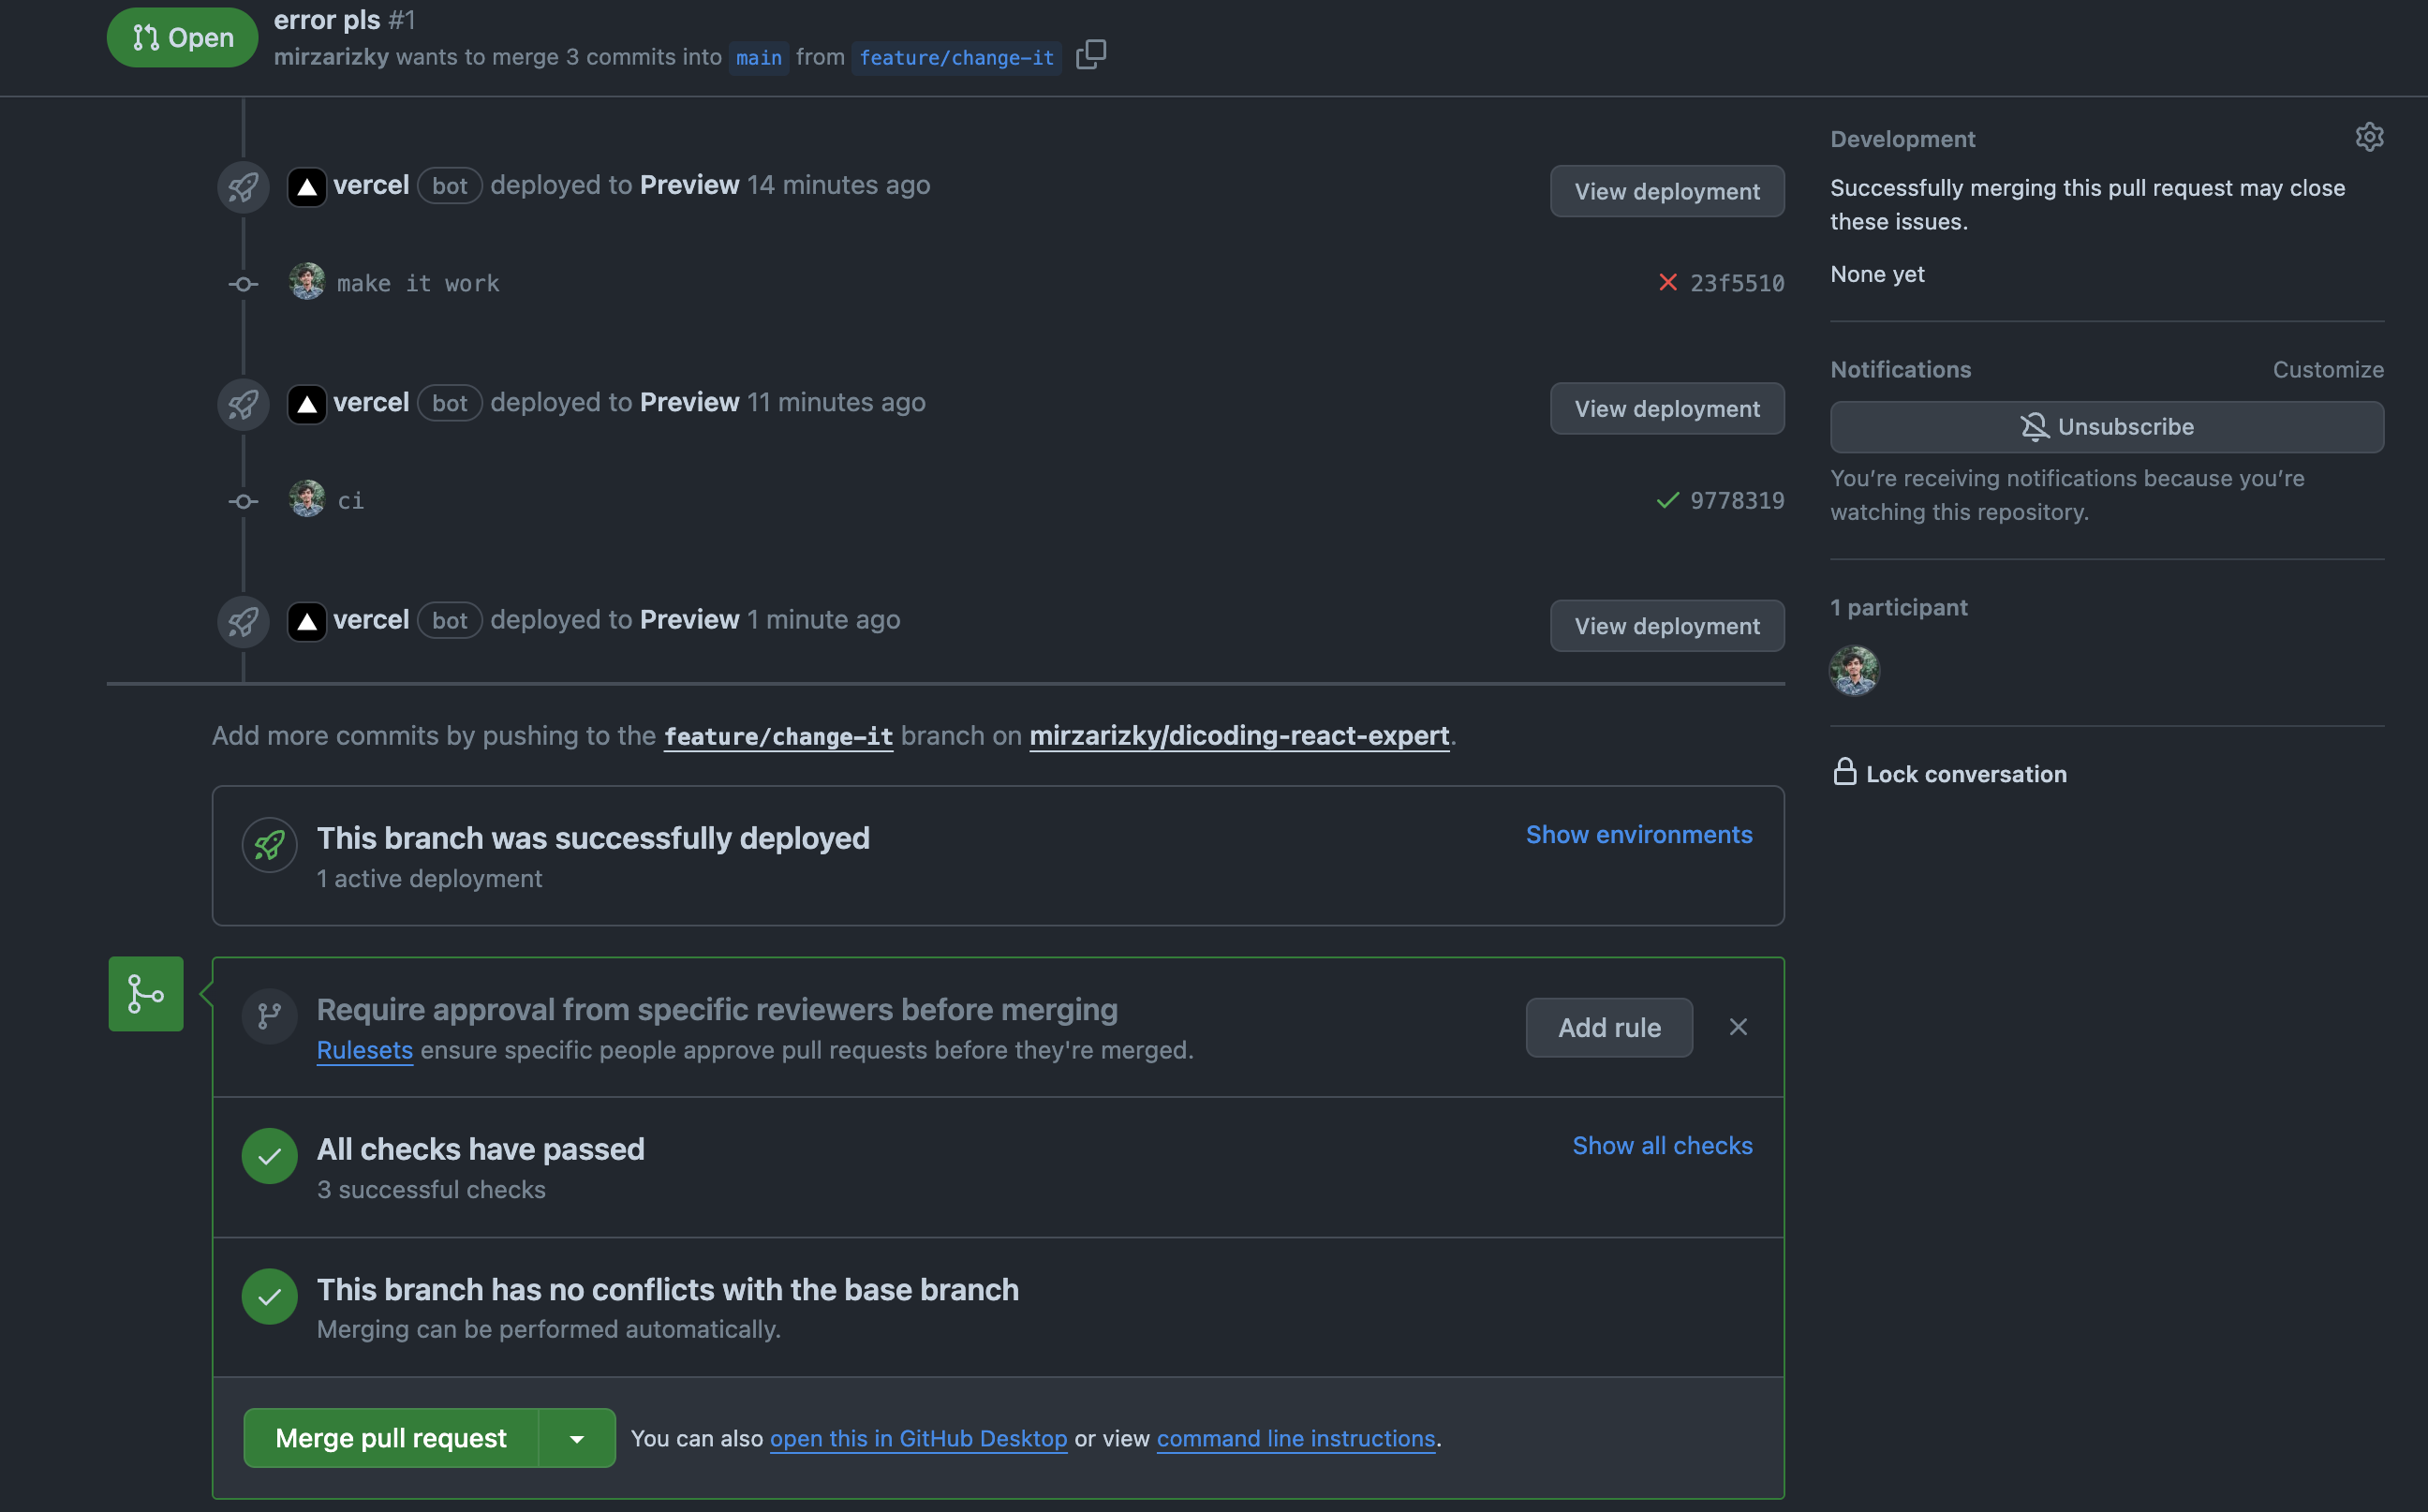 Open
error pls #1
mirzarizky wants to merge 3 commits into main from feature/change-it
vercel bot deployed to Preview 14 minutes ago
View deployment
make it work
23f5510
vercel bot deployed to Preview 11 minutes ago
View deployment
ci
9778319
vercel bot deployed to Preview 1 minute ago
View deployment
Add more commits by pushing to the feature/change-it branch on mirzarizky/dicoding-react-expert.
This branch was successfully deployed
1 active deployment
Show environments
Require approval from specific reviewers before merging
Rulesets ensure specific people approve pull requests before they're merged.
Add rule
All checks have passed
3 successful checks
Show all checks
This branch has no conflicts with the base branch
Merging can be performed automatically.
Merge pull request
You can also open this in GitHub Desktop or view command line instructions.
Development
Successfully merging this pull request may close
these issues.
None yet
Notifications
Customize
Unsubscribe
You’re receiving notifications because you’re
watching this repository.
1 participant
Lock conversation